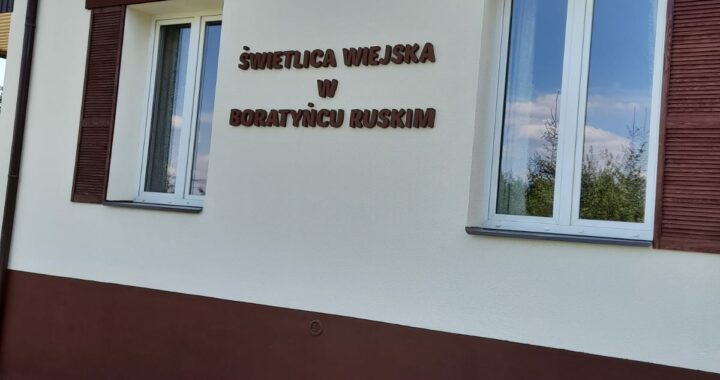 ŚWIETLICA WIEJSKA
W
BORATYŃCU RUSKIM